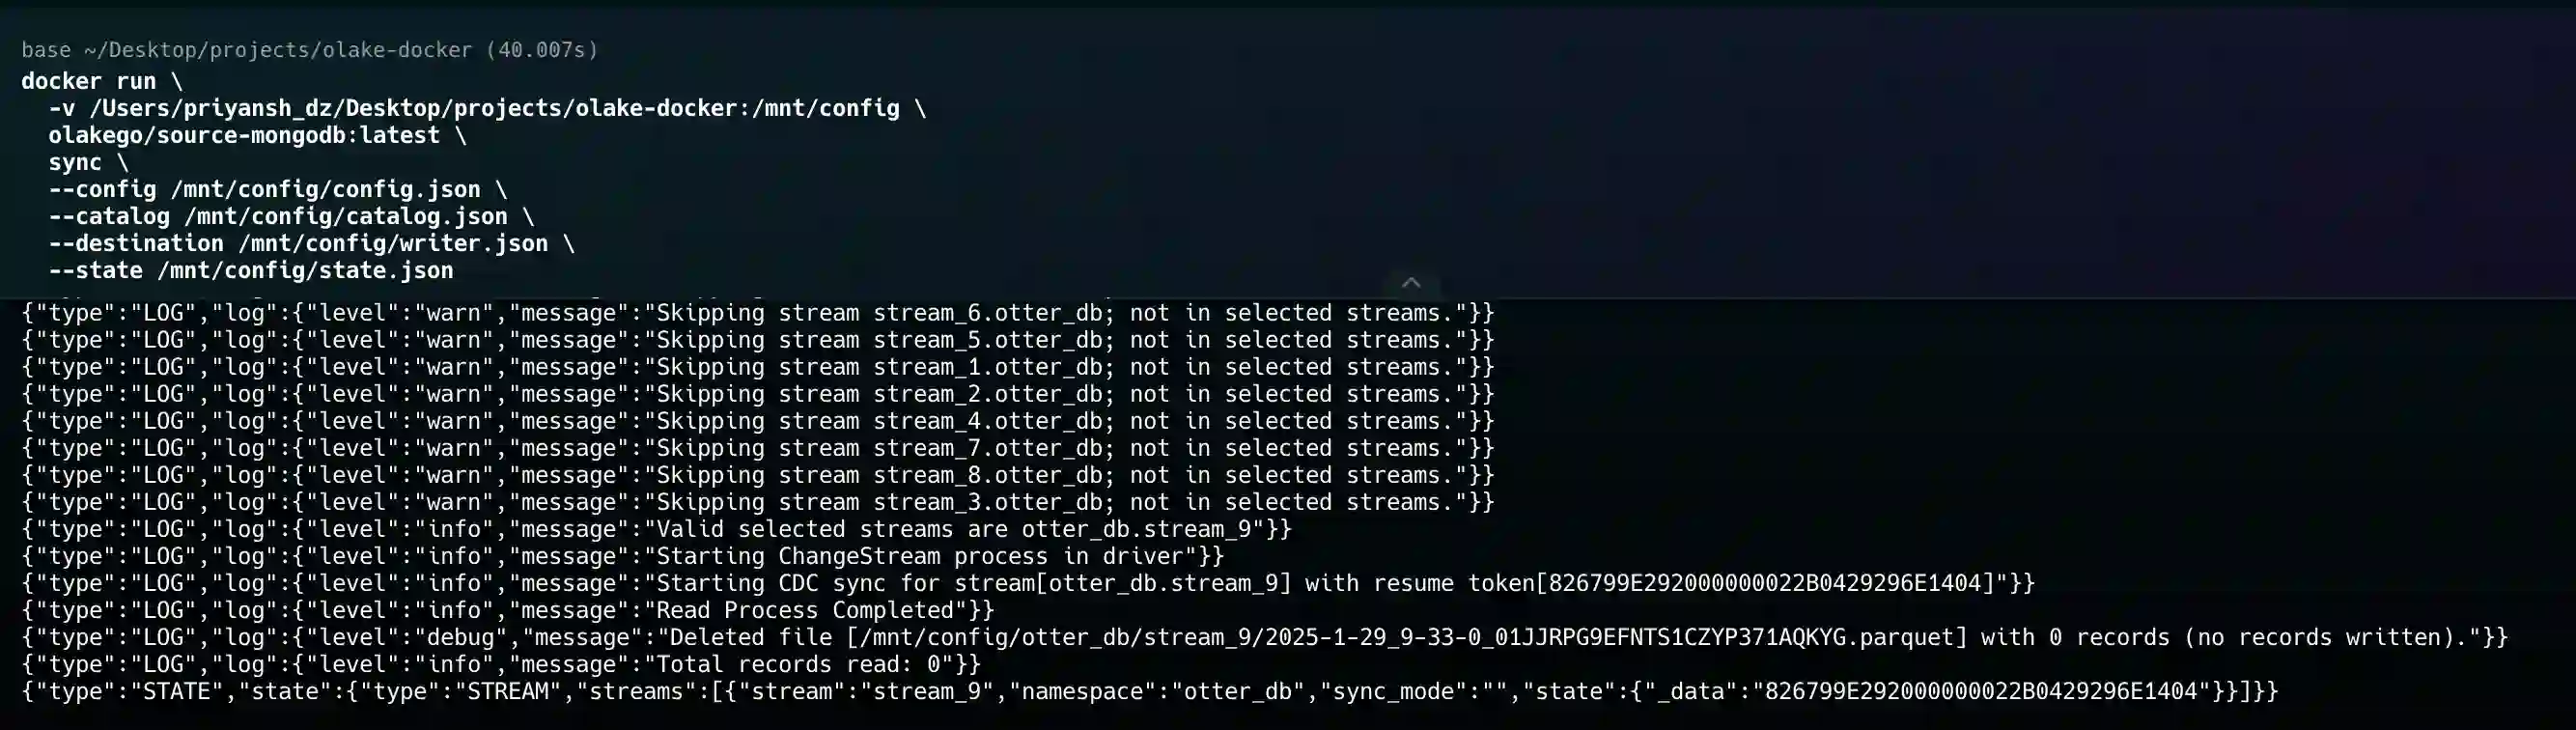 base ~/Desktop/projects/olake-docker (40.007s)
docker run \
  -v /Users/priyansh_dz/Desktop/projects/olake-docker:/mnt/config \
  olakego/source-mongodb:latest \
  sync \
  --config /mnt/config/config.json \
  --catalog /mnt/config/catalog.json \
  --destination /mnt/config/writer.json \
  --state /mnt/config/state.json
{"type":"LOG","log":{"level":"warn","message":"Skipping stream stream_6.otter_db; not in selected streams."}}
{"type":"LOG","log":{"level":"warn","message":"Skipping stream stream_5.otter_db; not in selected streams."}}
{"type":"LOG","log":{"level":"warn","message":"Skipping stream stream_1.otter_db; not in selected streams."}}
{"type":"LOG","log":{"level":"warn","message":"Skipping stream stream_2.otter_db; not in selected streams."}}
{"type":"LOG","log":{"level":"warn","message":"Skipping stream stream_4.otter_db; not in selected streams."}}
{"type":"LOG","log":{"level":"warn","message":"Skipping stream stream_7.otter_db; not in selected streams."}}
{"type":"LOG","log":{"level":"warn","message":"Skipping stream stream_8.otter_db; not in selected streams."}}
{"type":"LOG","log":{"level":"warn","message":"Skipping stream stream_3.otter_db; not in selected streams."}}
{"type":"LOG","log":{"level":"info","message":"Valid selected streams are otter_db.stream_9"}}
{"type":"LOG","log":{"level":"info","message":"Starting ChangeStream process in driver"}}
{"type":"LOG","log":{"level":"info","message":"Starting CDC sync for stream[otter_db.stream_9] with resume token[826799E292000000022B0429296E1404]"}}
{"type":"LOG","log":{"level":"info","message":"Read Process Completed"}}
{"type":"LOG","log":{"level":"debug","message":"Deleted file [/mnt/config/otter_db/stream_9/2025-1-29_9-33-0_01JJRPG9EFNTS1CZYP371AQKYG.parquet] with 0 records (no records written)."}}
{"type":"LOG","log":{"level":"info","message":"Total records read: 0"}}
{"type":"STATE","state":{"type":"STREAM","streams":[{"stream":"stream_9","namespace":"otter_db","sync_mode":"","state":{"_data":"826799E292000000022B0429296E1404"}}]}}